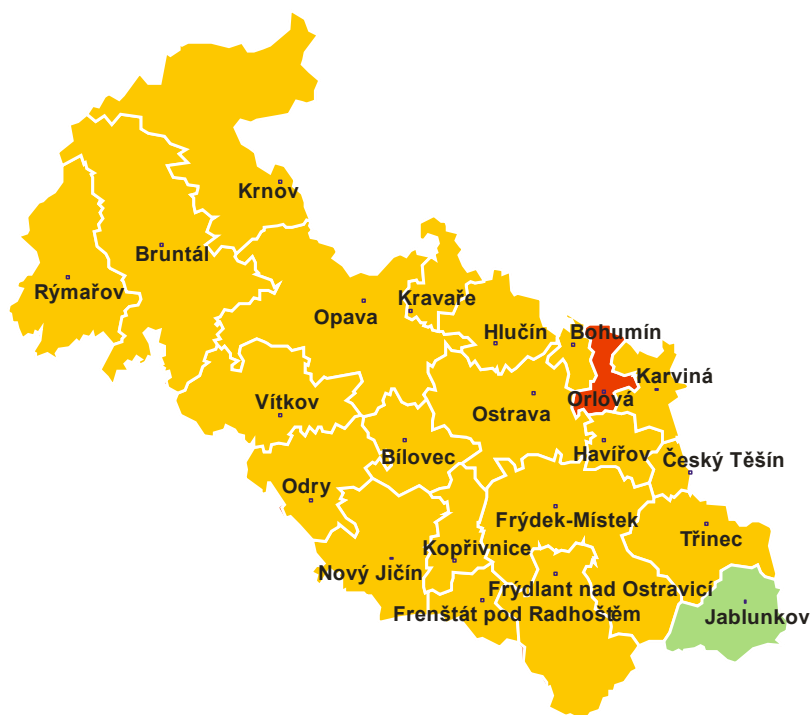 Krnov
Bruntál
Rýmařov
Kravaře
Opava
Hlučín
Bohumín
Karviná
Orlová
Vítkov
Ostrava
Havířov
Bílovec
Český Těšín
Odry
Frýdek-Místek
Třinec
Kopřivnice
Nový Jičín
Frýdlant nad Ostravicí
Frenštát pod Radhoštěm
Jablunkov